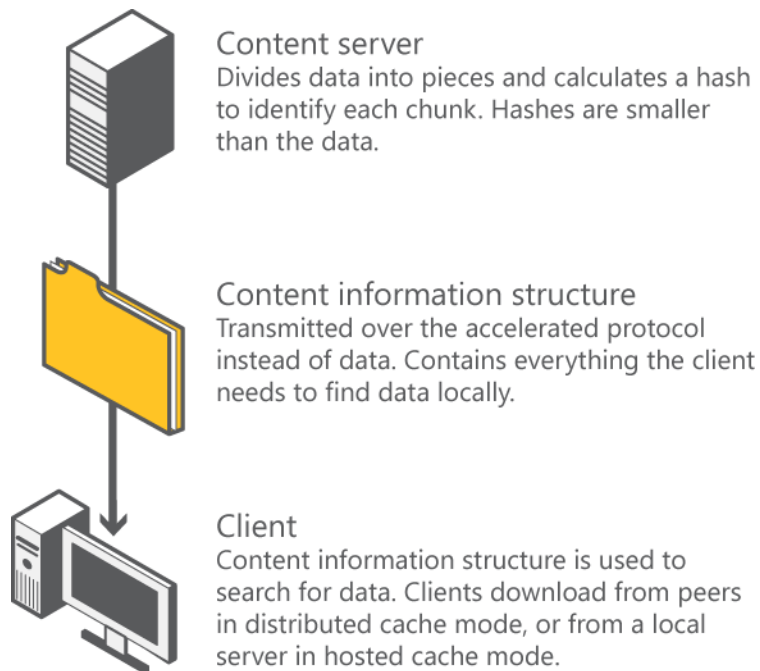 Content server
Divides data into pieces and calculates a hash
to identify each chunk. Hashes are smaller
than the data.
Content information structure
Transmitted over the accelerated protocol
instead of data. Contains everything the client
needs to find data locally.
Client
Content information structure is used to
search for data. Clients download from peers
in distributed cache mode, or from a local
server in hosted cache mode.